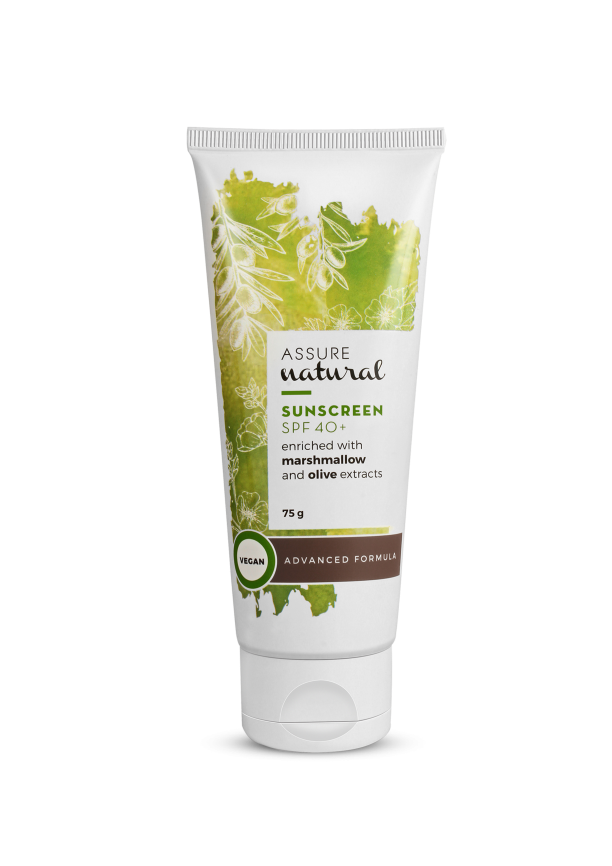 ASSURE
natural
SUNSCREEN
SPF 40+
enriched with
marshmallow
and olive extracts
75 g
VEGAN
ADVANCED FORMULA